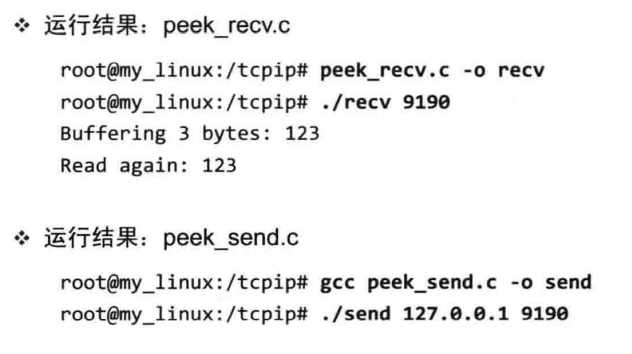 ❖ 运行结果：peek_recv.c
root@my_linux:/tcpip# peek_recv.c -o recv
root@my_linux:/tcpip# ./recv 9190
Buffering 3 bytes: 123
Read again: 123
❖ 运行结果：peek_send.c
root@my_linux:/tcpip# gcc peek_send.c -o send
root@my_linux:/tcpip# ./send 127.0.0.1 9190